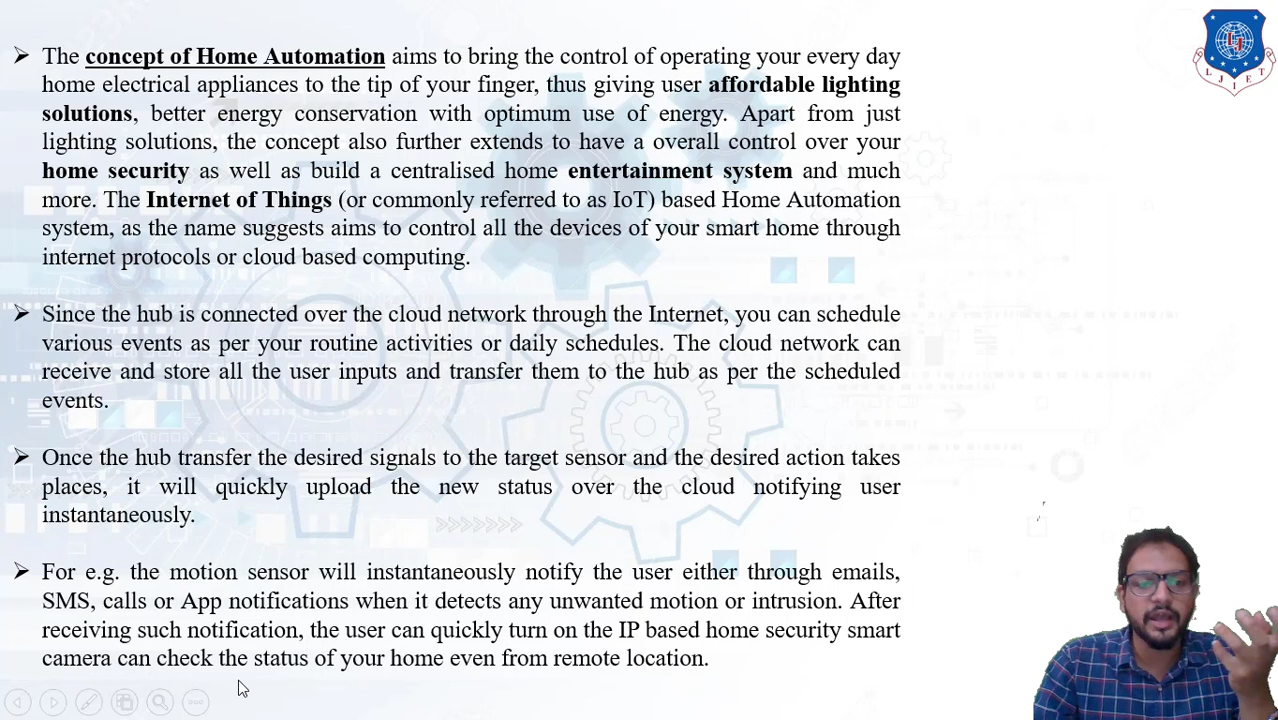 The concept of Home Automation aims to bring the control of operating your every day
home electrical appliances to the tip of your finger, thus giving user affordable lighting
solutions, better energy conservation with optimum use of energy. Apart from just
lighting solutions, the concept also further extends to have a overall control over your
home security as well as build a centralised home entertainment system and much
more. The Internet of Things (or commonly referred to as IoT) based Home Automation
system, as the name suggests aims to control all the devices of your smart home through
internet protocols or cloud based computing.
Since the hub is connected over the cloud network through the Internet, you can schedule
various events as per your routine activities or daily schedules. The cloud network can
receive and store all the user inputs and transfer them to the hub as per the scheduled
events.
Once the hub transfer the desired signals to the target sensor and the desired action takes
places, it will quickly upload the new status over the cloud notifying user
instantaneously.
For e.g. the motion sensor will instantaneously notify the user either through emails,
SMS, calls or App notifications when it detects any unwanted motion or intrusion. After
receiving such notification, the user can quickly turn on the IP based home security smart
camera can check the status of your home even from remote location.
LJIET